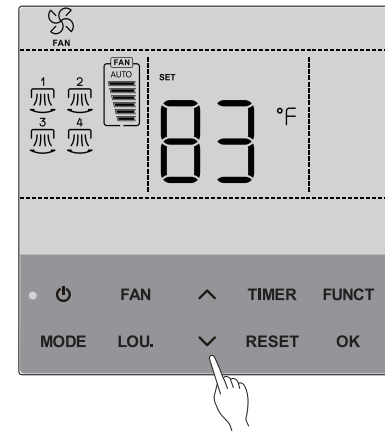 FAN
FAN
AUTO
SET
1 2
83 °F
3 4
FAN TIMER FUNCT
MODE LOU. RESET OK